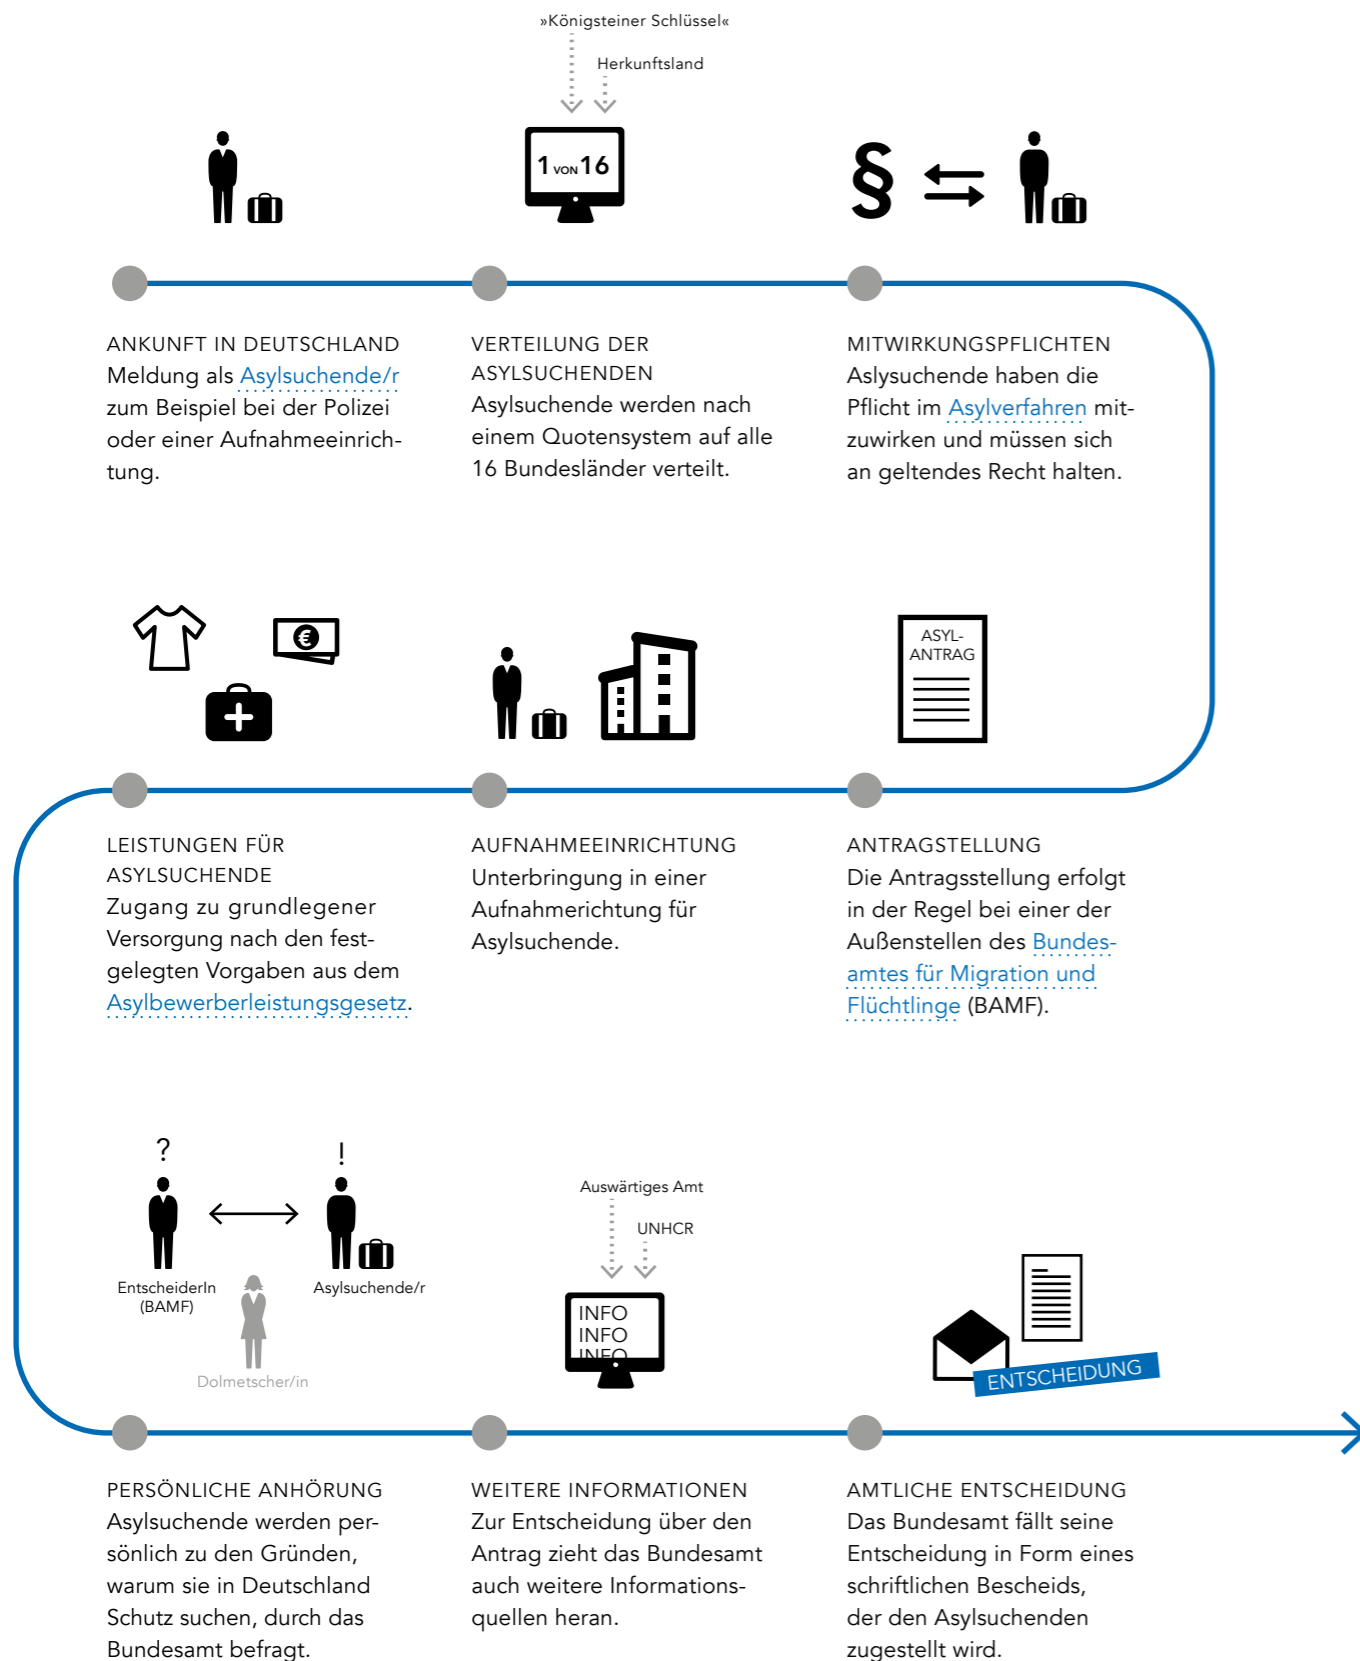 »Königsteiner Schlüssel«
Herkunftsland
1 VON 16
§
ANKUNFT IN DEUTSCHLAND
Meldung als Asylsuchende/r
zum Beispiel bei der Polizei
oder einer Aufnahmeeinrich-
tung.
VERTEILUNG DER
ASYLSUCHENDEN
Asylsuchende werden nach
einem Quotensystem auf alle
16 Bundesländer verteilt.
MITWIRKUNGSPFLICHTEN
Aslysuchende haben die
Pflicht im Asylverfahren mit-
zuwirken und müssen sich
an geltendes Recht halten.
€
ASYL-
ANTRAG
LEISTUNGEN FÜR
ASYLSUCHENDE
Zugang zu grundlegener
Versorgung nach den fest-
gelegten Vorgaben aus dem
Asylbewerberleistungsgesetz.
AUFNAHMEEINRICHTUNG
Unterbringung in einer
Aufnahmerichtung für
Asylsuchende.
ANTRAGSTELLUNG
Die Antragsstellung erfolgt
in der Regel bei einer der
Außenstellen des Bundes-
amtes für Migration und
Flüchtlinge (BAMF).
?
!
EntscheiderIn
(BAMF)
Asylsuchende/r
Dolmetscher/in
Auswärtiges Amt
UNHCR
INFO
INFO
INFO
ENTSCHEIDUNG
PERSÖNLICHE ANHÖRUNG
Asylsuchende werden per-
sönlich zu den Gründen,
warum sie in Deutschland
Schutz suchen, durch das
Bundesamt befragt.
WEITERE INFORMATIONEN
Zur Entscheidung über den
Antrag zieht das Bundesamt
auch weitere Informations-
quellen heran.
AMTLICHE ENTSCHEIDUNG
Das Bundesamt fällt seine
Entscheidung in Form eines
schriftlichen Bescheids,
der den Asylsuchenden
zugestellt wird.